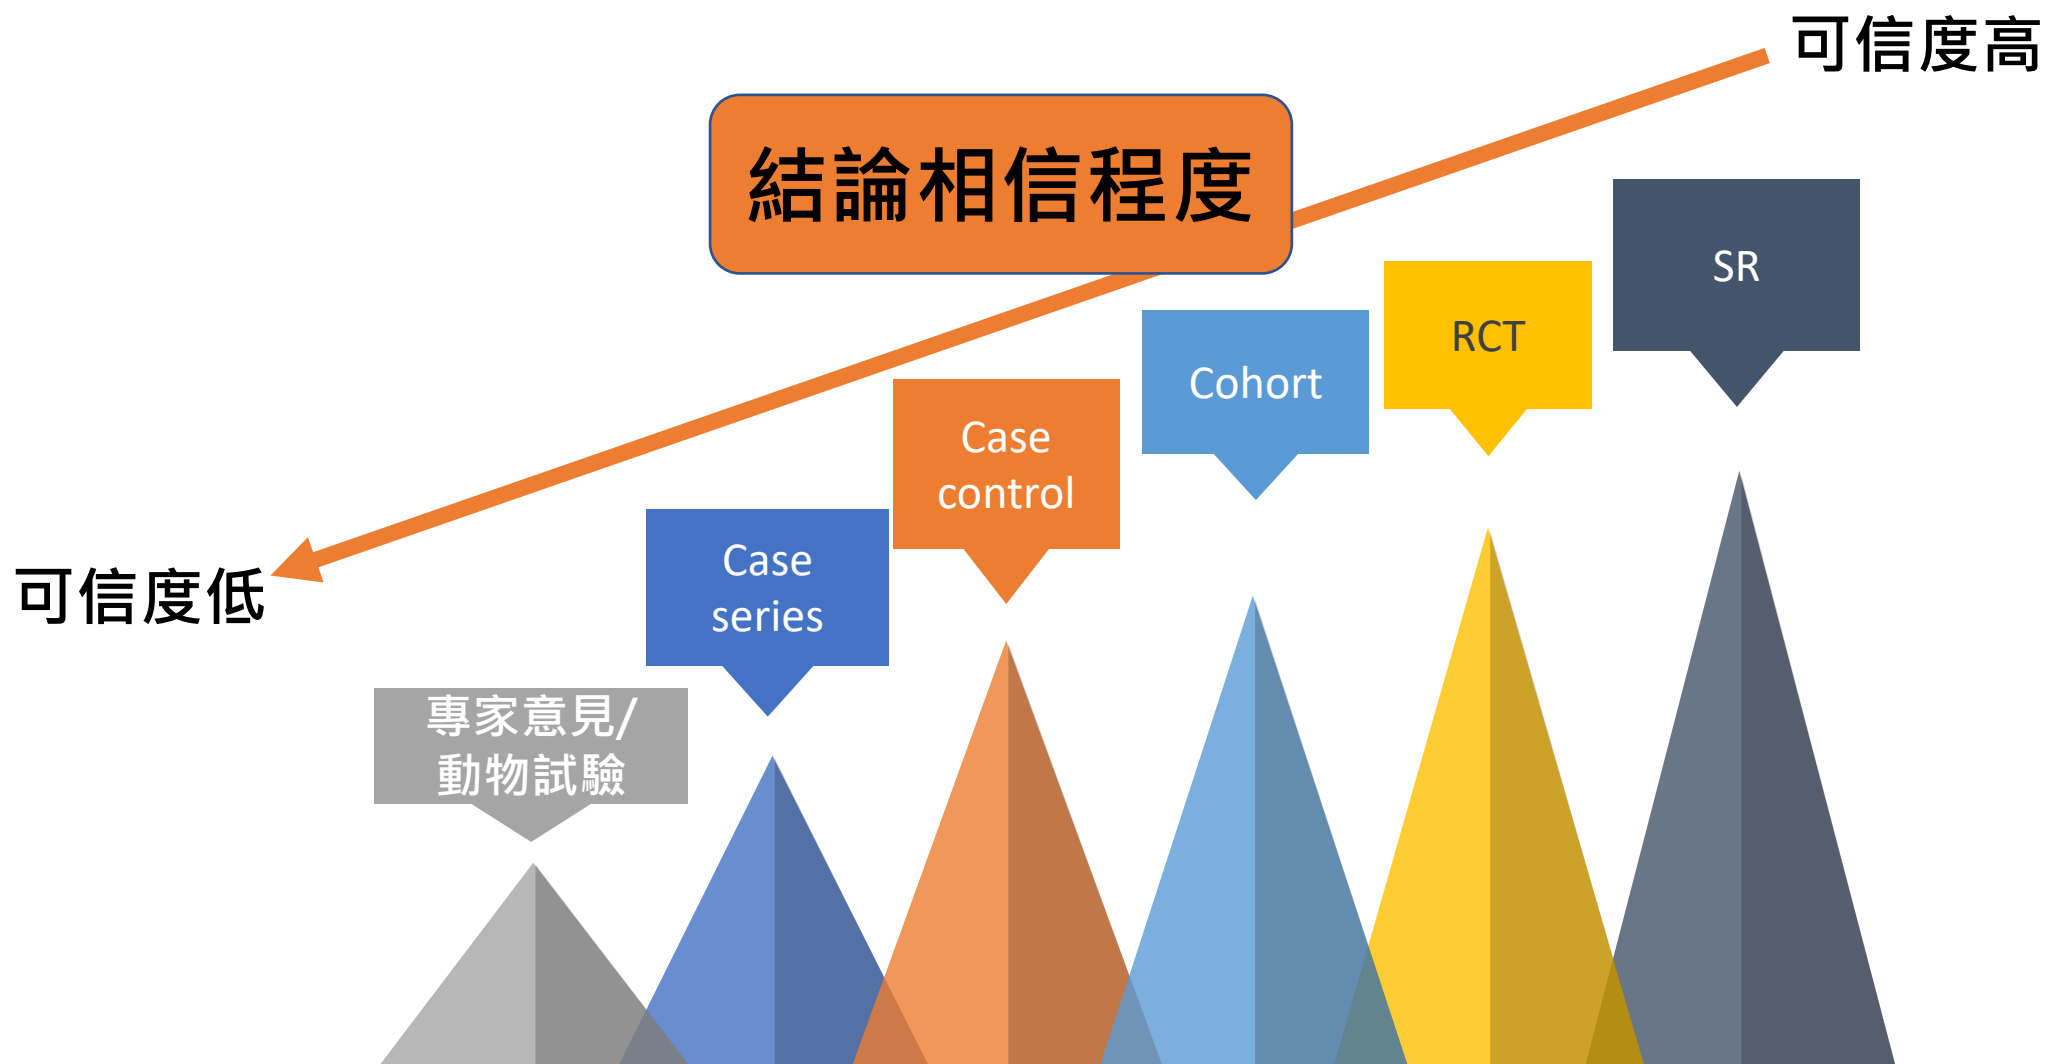 可信度高
結論相信程度
SR
RCT
Cohort
Case
control
Case
series
可信度低
專家意見/
動物試驗